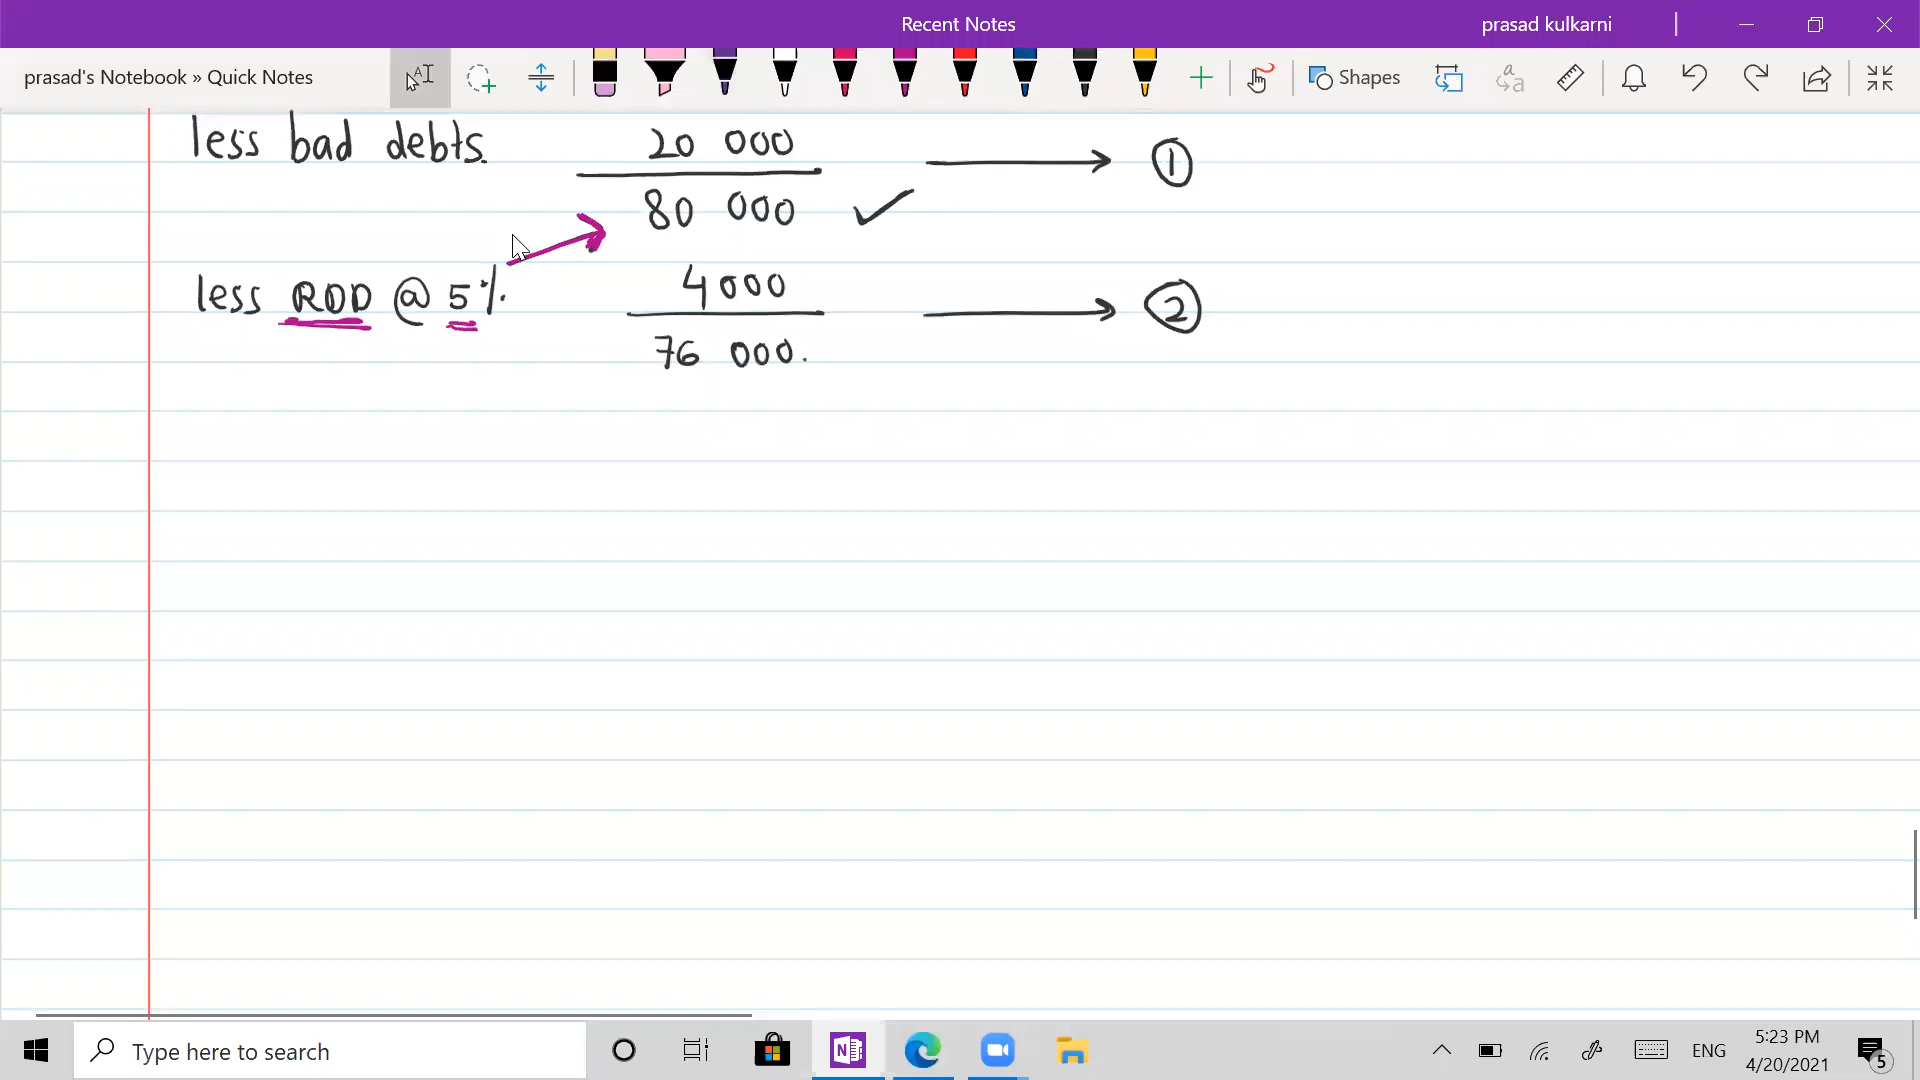 Recent Notes
prasad kulkarni
prasad's Notebook » Quick Notes
Shapes
less bad debts. 20 000 → ①
80 000 ✓
less RDD @ 5% 4000 → ②
76 000.
Type here to search
ENG
5:23 PM
4/20/2021
5